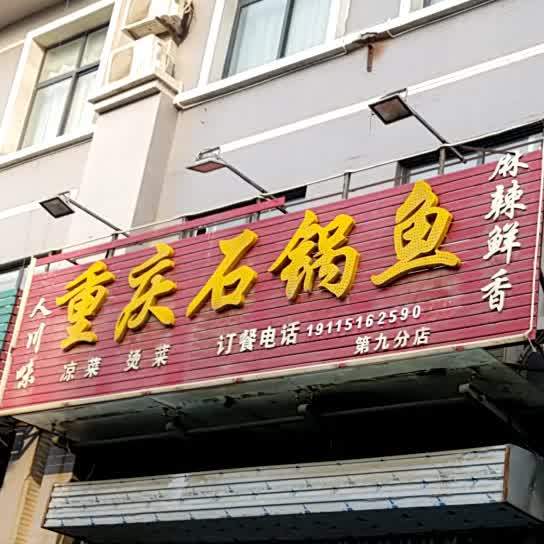 人川味
重庆石锅鱼
麻辣鲜香
凉菜 烫菜
订餐电话 19115162590
第九分店